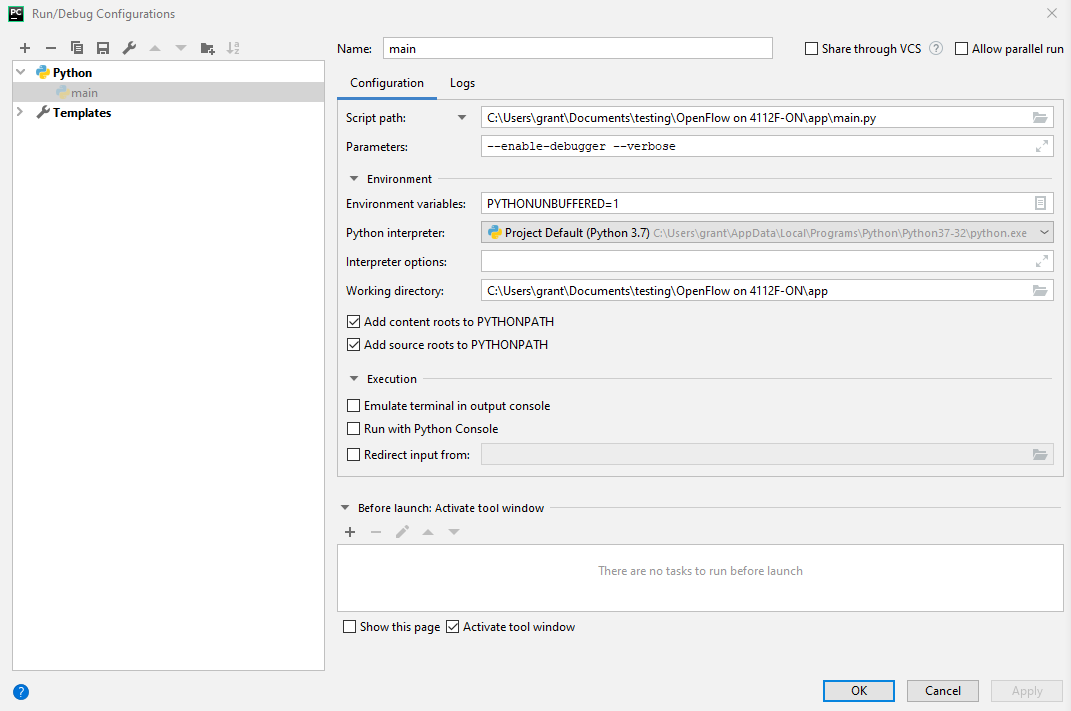 PC Run/Debug Configurations
Name: main Share through VCS ? Allow parallel run
Python
main
Templates
Configuration Logs
Script path: C:\Users\grant\Documents\testing\OpenFlow on 4112F-ON\app\main.py
Parameters: --enable-debugger --verbose
Environment
Environment variables: PYTHONUNBUFFERED=1
Python interpreter: Project Default (Python 3.7) C:\Users\grant\AppData\Local\Programs\Python\Python37-32\python.exe
Interpreter options:
Working directory: C:\Users\grant\Documents\testing\OpenFlow on 4112F-ON\app
Add content roots to PYTHONPATH
Add source roots to PYTHONPATH
Execution
Emulate terminal in output console
Run with Python Console
Redirect input from:
Before launch: Activate tool window
There are no tasks to run before launch
Show this page Activate tool window
? OK Cancel Apply